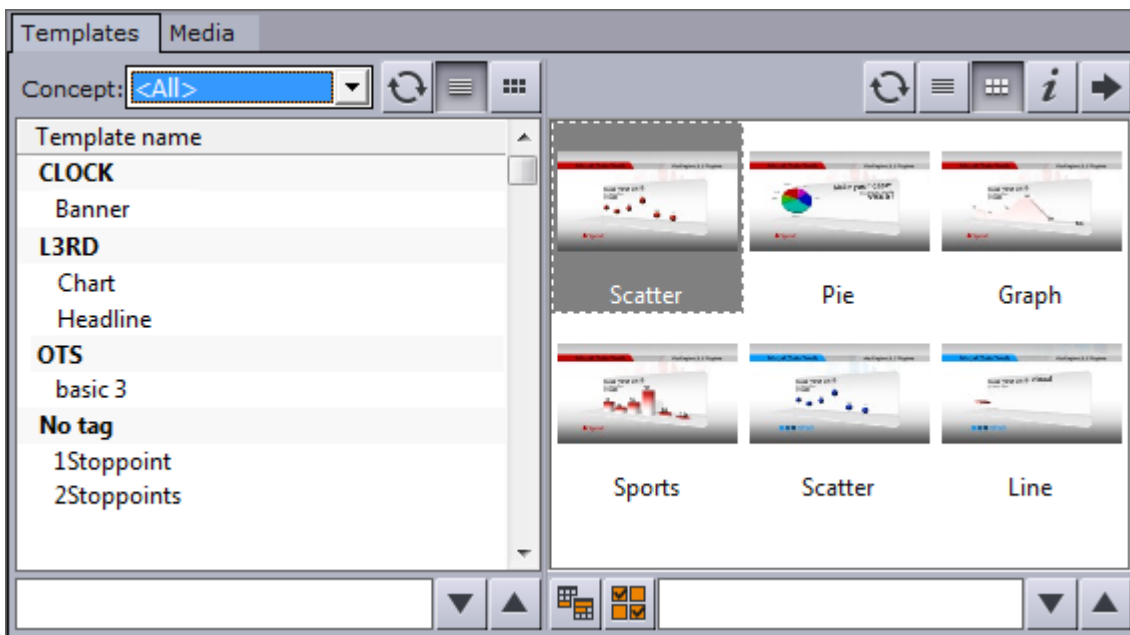 Templates Media
Concept: <All>
Template name
CLOCK
Banner
L3RD
Chart
Headline
OTS
basic 3
No tag
1Stoppoint
2Stoppoints
Scatter Pie Graph
Sports Scatter Line